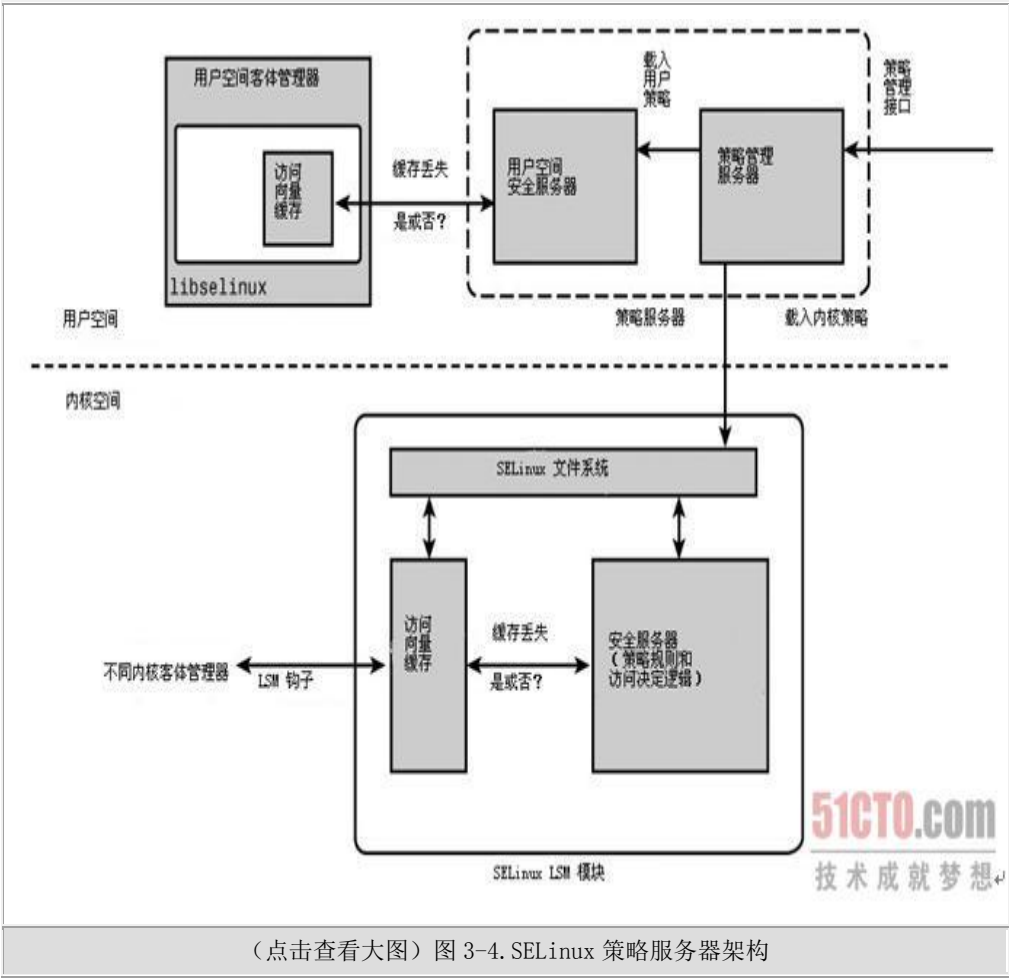 用户空间客体管理器
访问
向量
缓存
libselinux
缓存丢失
是或否?
用户空间
安全服务器
载入
用户
策略
策略管理
服务器
策略
管理
接口
策略服务器
载入内核策略
用户空间
内核空间
SELinux 文件系统
访问
向量
缓存
缓存丢失
是或否?
安全服务器
(策略规则和
访问决定逻辑)
不同内核客体管理器
LSM 钩子
SELinux LSM 模块
51CTO.com
技术成就梦想
(点击查看大图)图 3-4.SELinux 策略服务器架构